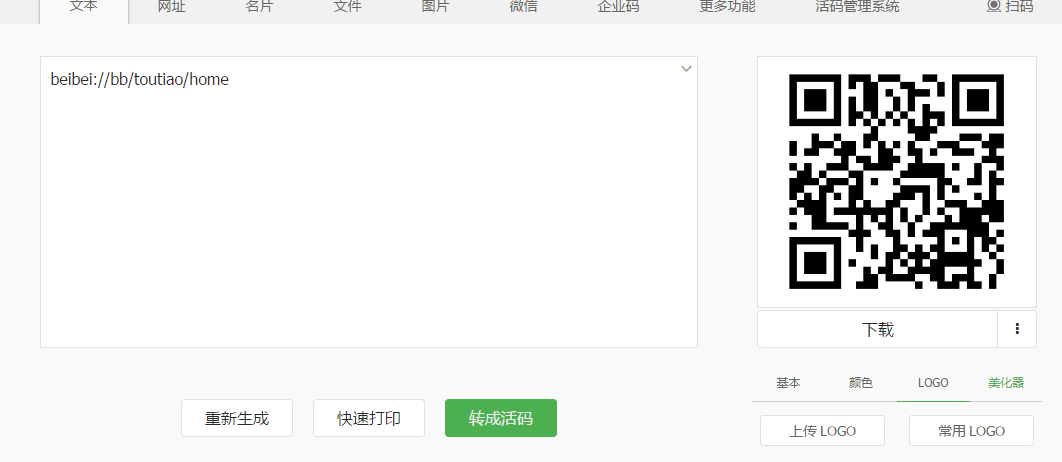 文本 网址 名片 文件 图片 微信 企业码 更多功能 活码管理系统 扫码
beibei://bb/toutiao/home
下载
基本 颜色 LOGO 美化器
重新生成 快速打印 转成活码
上传 LOGO 常用 LOGO